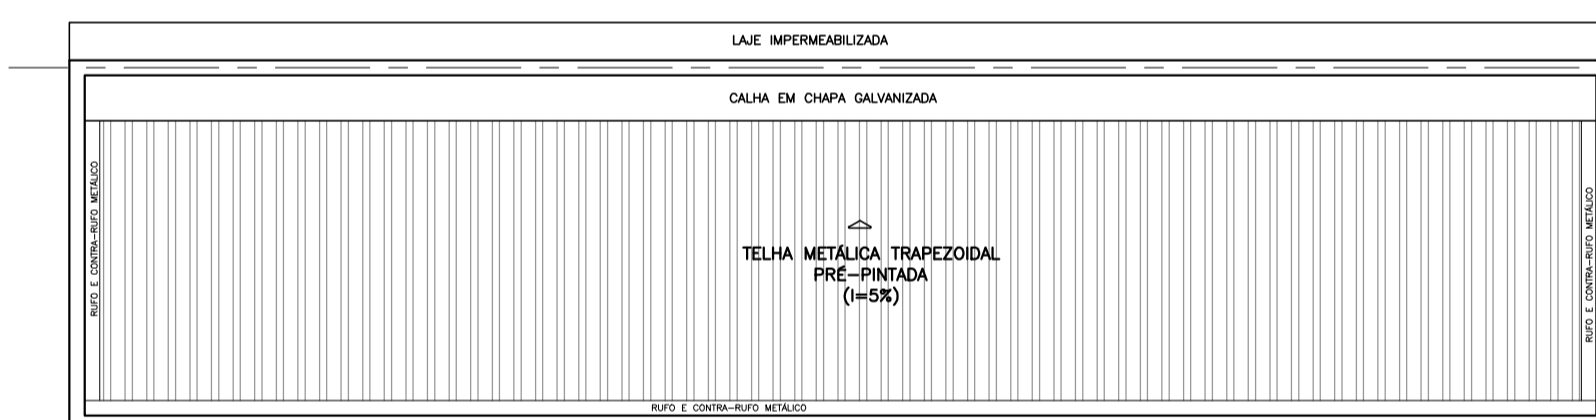 LAJE IMPERMEABILIZADA
CALHA EM CHAPA GALVANIZADA
RUFO E CONTRA-RUFO METÁLICO
TELHA METÁLICA TRAPEZOIDAL
PRÉ-PINTADA
(I=5%)
RUFO E CONTRA-RUFO METÁLICO
RUFO E CONTRA-RUFO METÁLICO